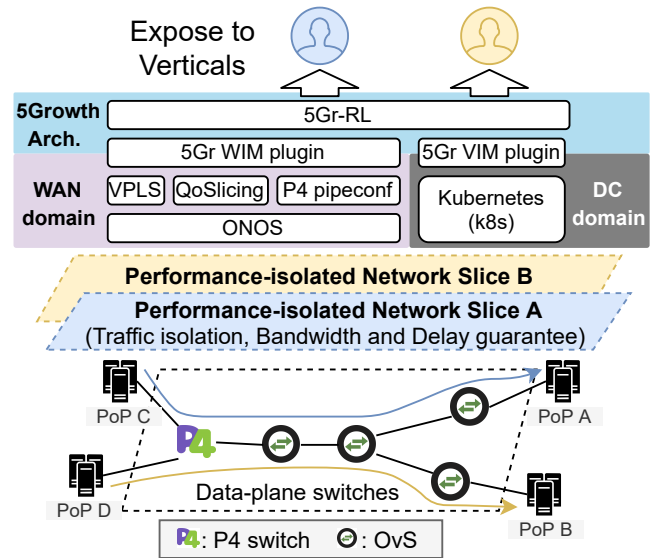 Expose to
Verticals
5Growth
Arch.
5Gr-RL
5Gr WIM plugin
5Gr VIM plugin
WAN
domain
VPLS
QoSlicing
P4 pipeconf
ONOS
Kubernetes
(k8s)
DC
domain
Performance-isolated Network Slice B
Performance-isolated Network Slice A
(Traffic isolation, Bandwidth and Delay guarantee)
PoP C
PoP A
P4
PoP D
Data-plane switches
PoP B
P4 : P4 switch
: OvS